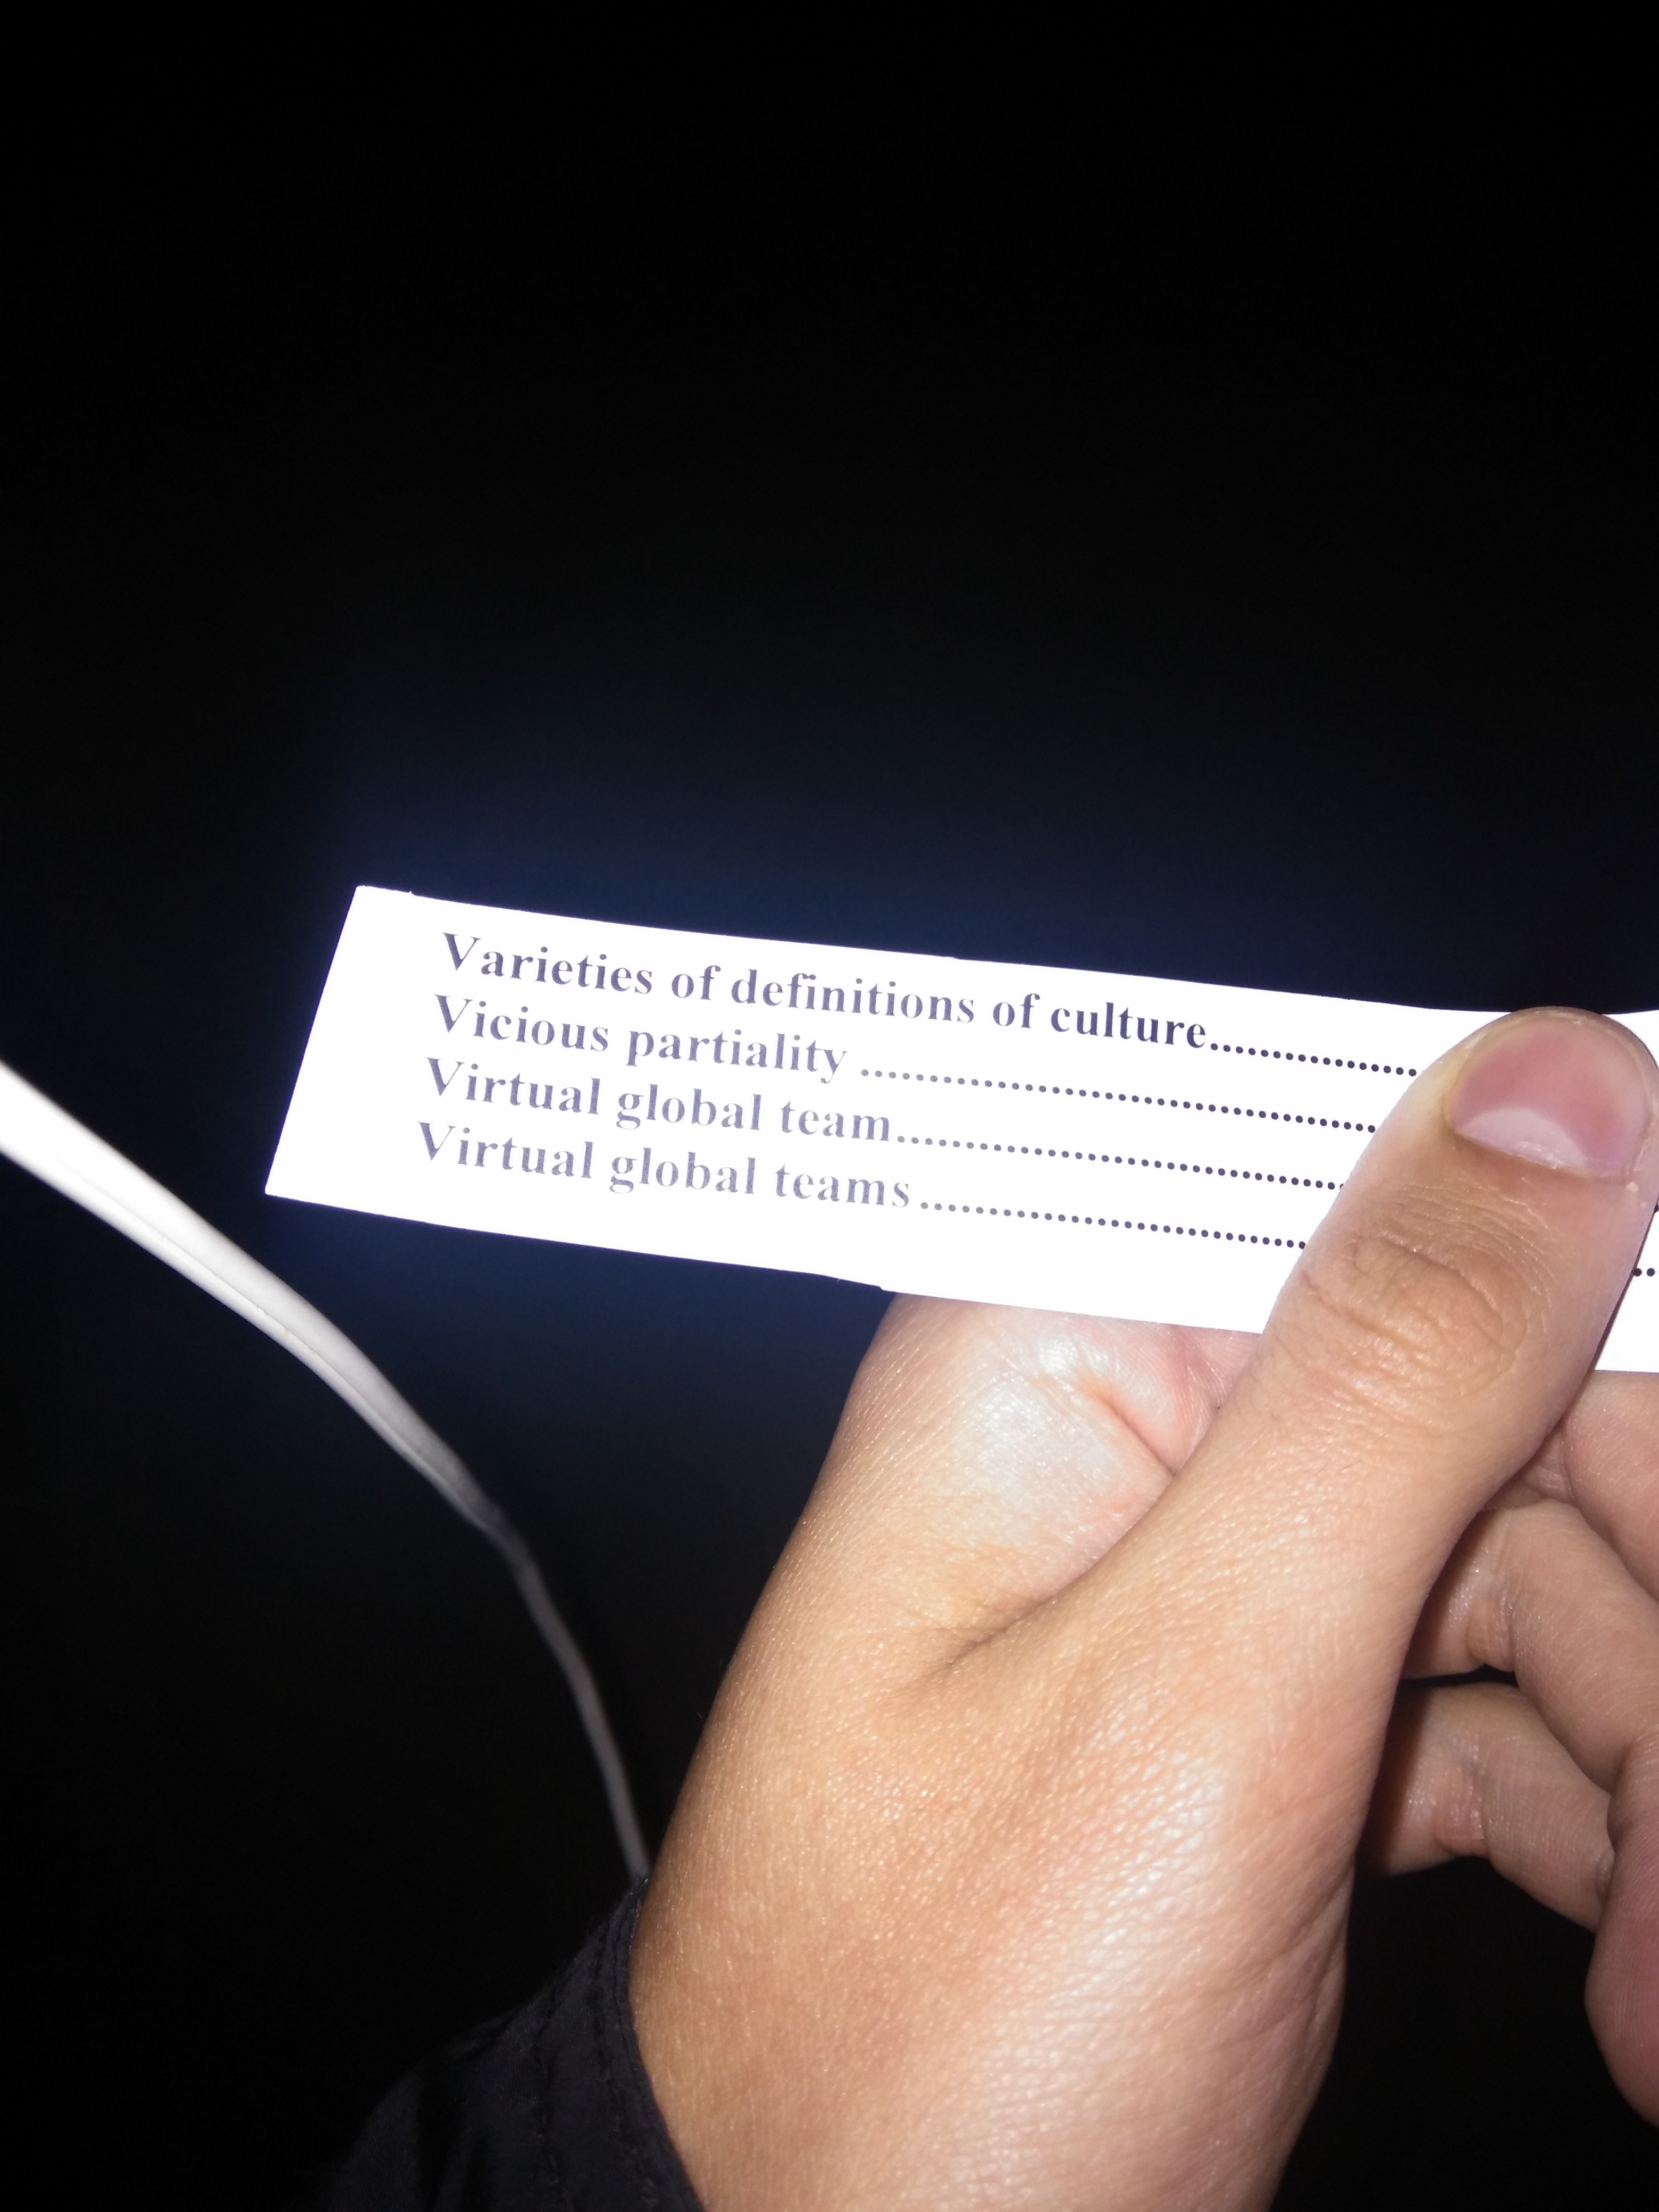 Varieties of definitions of culture..................
Vicious partiality ......................................
Virtual global team.................................
Virtual global teams.............................